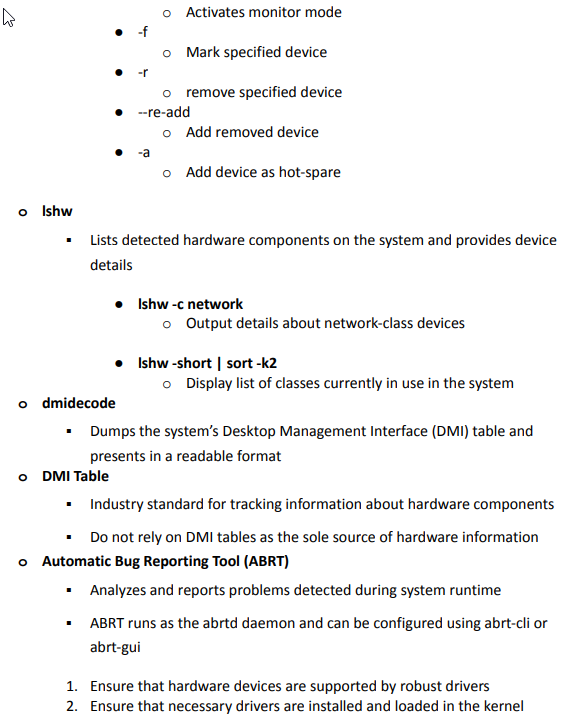 o Activates monitor mode
● -f
o Mark specified device
● -r
o remove specified device
● --re-add
o Add removed device
● -a
o Add device as hot-spare
o lshw
▪ Lists detected hardware components on the system and provides device
details
● lshw -c network
o Output details about network-class devices
● lshw -short | sort -k2
o Display list of classes currently in use in the system
o dmidecode
▪ Dumps the system’s Desktop Management Interface (DMI) table and
presents in a readable format
o DMI Table
▪ Industry standard for tracking information about hardware components
▪ Do not rely on DMI tables as the sole source of hardware information
o Automatic Bug Reporting Tool (ABRT)
▪ Analyzes and reports problems detected during system runtime
▪ ABRT runs as the abrtd daemon and can be configured using abrt-cli or
abrt-gui
1. Ensure that hardware devices are supported by robust drivers
2. Ensure that necessary drivers are installed and loaded in the kernel